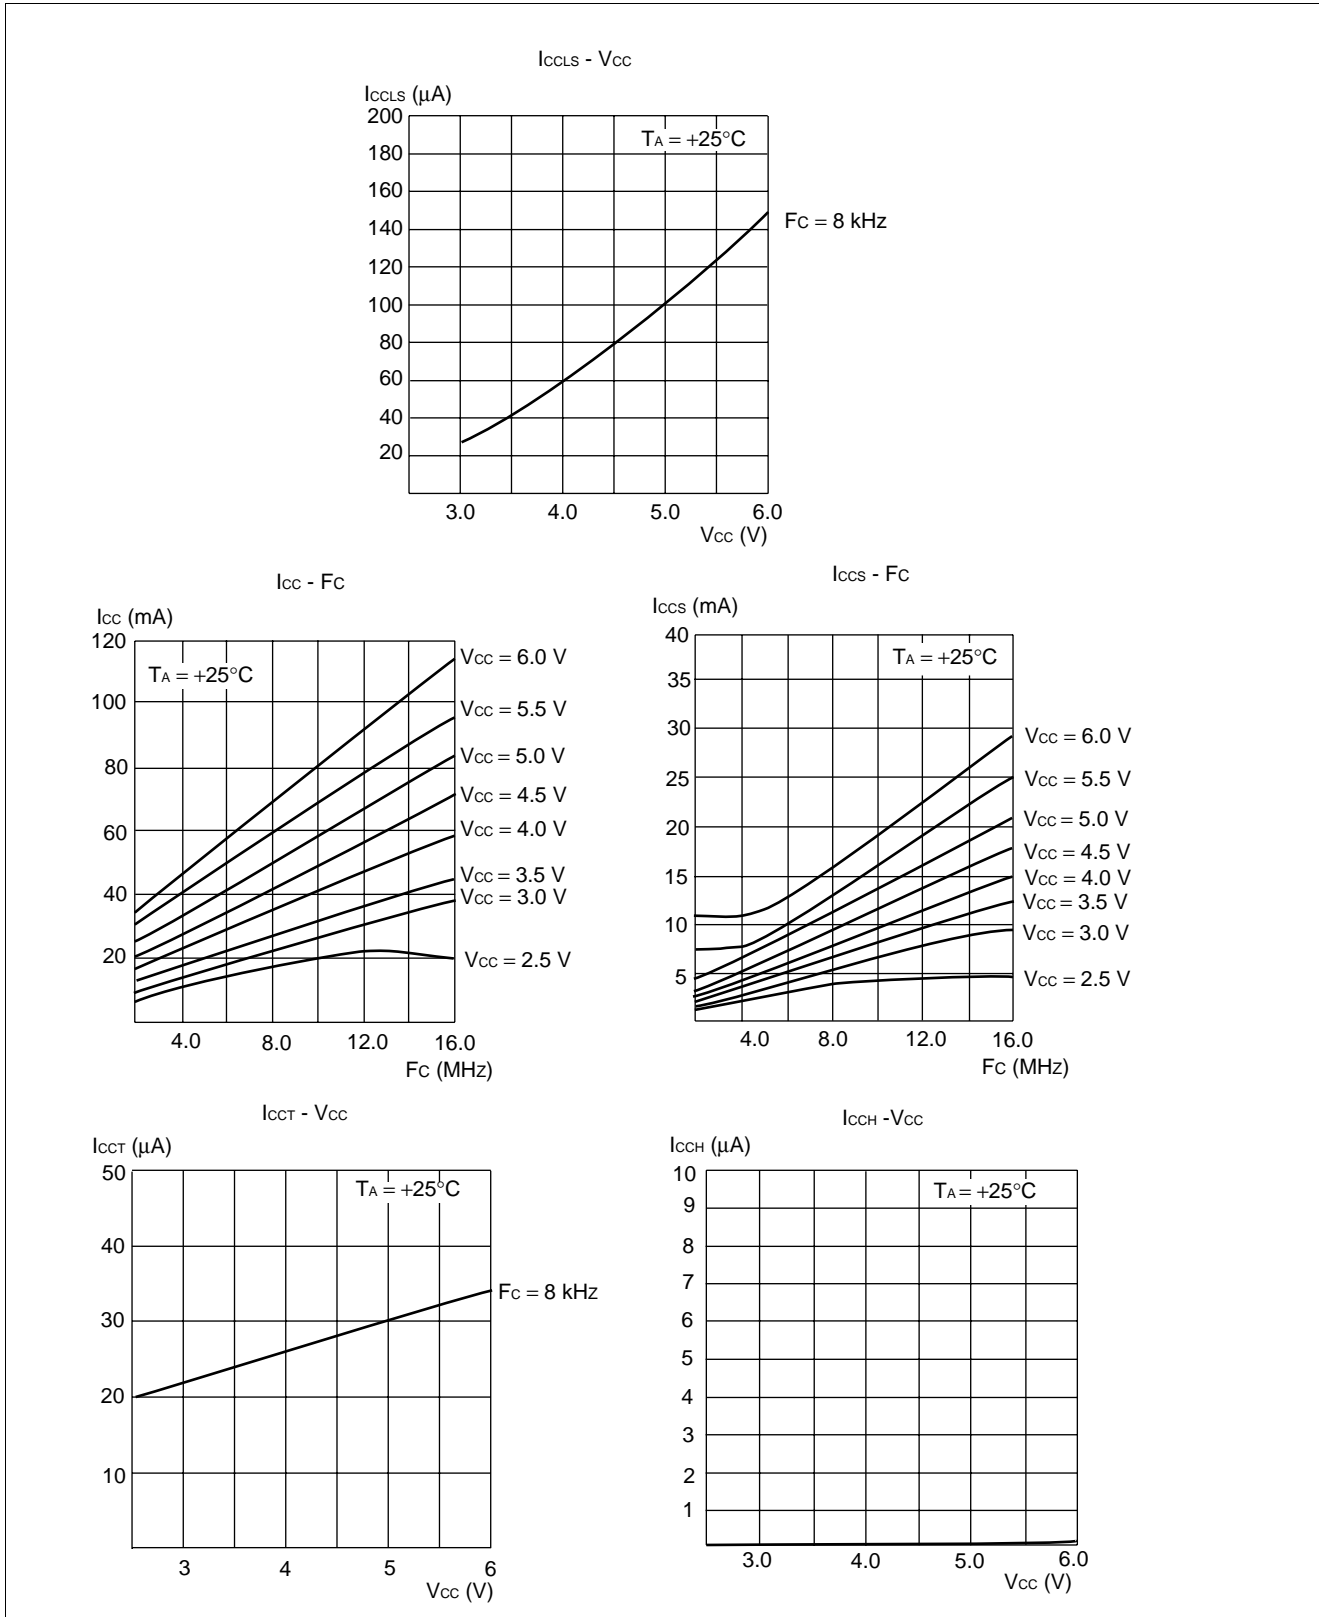 ICCLS - VCC
ICCLS (μA)
200
180
160
140
120
100
80
60
40
20
TA = +25°C
FC = 8 kHz
3.0 4.0 5.0 6.0
VCC (V)
ICC - FC
ICC (mA)
120
100
80
60
40
20
TA = +25°C
VCC = 6.0 V
VCC = 5.5 V
VCC = 5.0 V
VCC = 4.5 V
VCC = 4.0 V
VCC = 3.5 V
VCC = 3.0 V
VCC = 2.5 V
4.0 8.0 12.0 16.0
FC (MHz)
ICCS - FC
ICCS (mA)
40
35
30
25
20
15
10
5
TA = +25°C
VCC = 6.0 V
VCC = 5.5 V
VCC = 5.0 V
VCC = 4.5 V
VCC = 4.0 V
VCC = 3.5 V
VCC = 3.0 V
VCC = 2.5 V
4.0 8.0 12.0 16.0
FC (MHz)
ICCT - VCC
ICCT (μA)
50
40
30
20
10
TA = +25°C
FC = 8 kHz
3 4 5 6
VCC (V)
ICCH -VCC
ICCH (μA)
10
9
8
7
6
5
4
3
2
1
TA = +25°C
3.0 4.0 5.0 6.0
VCC (V)